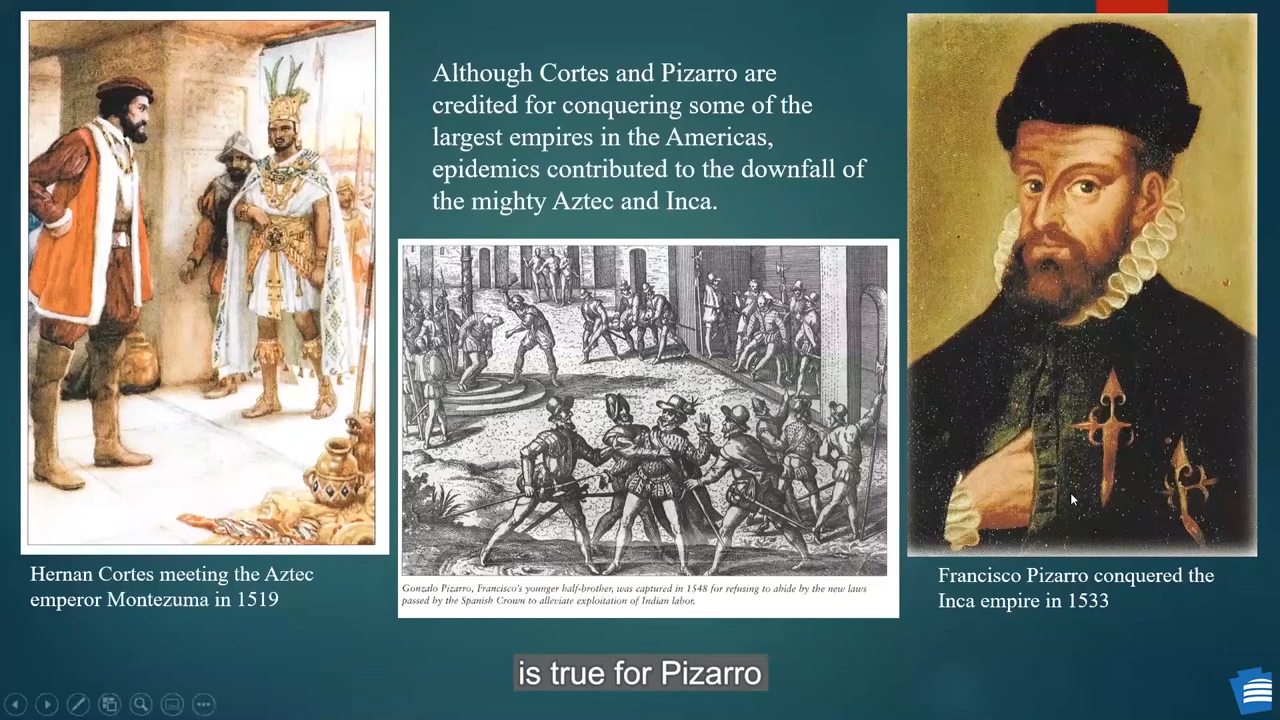 Although Cortes and Pizarro are
credited for conquering some of the
largest empires in the Americas,
epidemics contributed to the downfall of
the mighty Aztec and Inca.
Gonzalo Pizarro, Francisco's younger half-brother, was captured in 1548 for refusing to abide by the new laws
passed by the Spanish Crown to alleviate exploitation of Indian labor.
Hernan Cortes meeting the Aztec
emperor Montezuma in 1519
Francisco Pizarro conquered the
Inca empire in 1533
is true for Pizarro